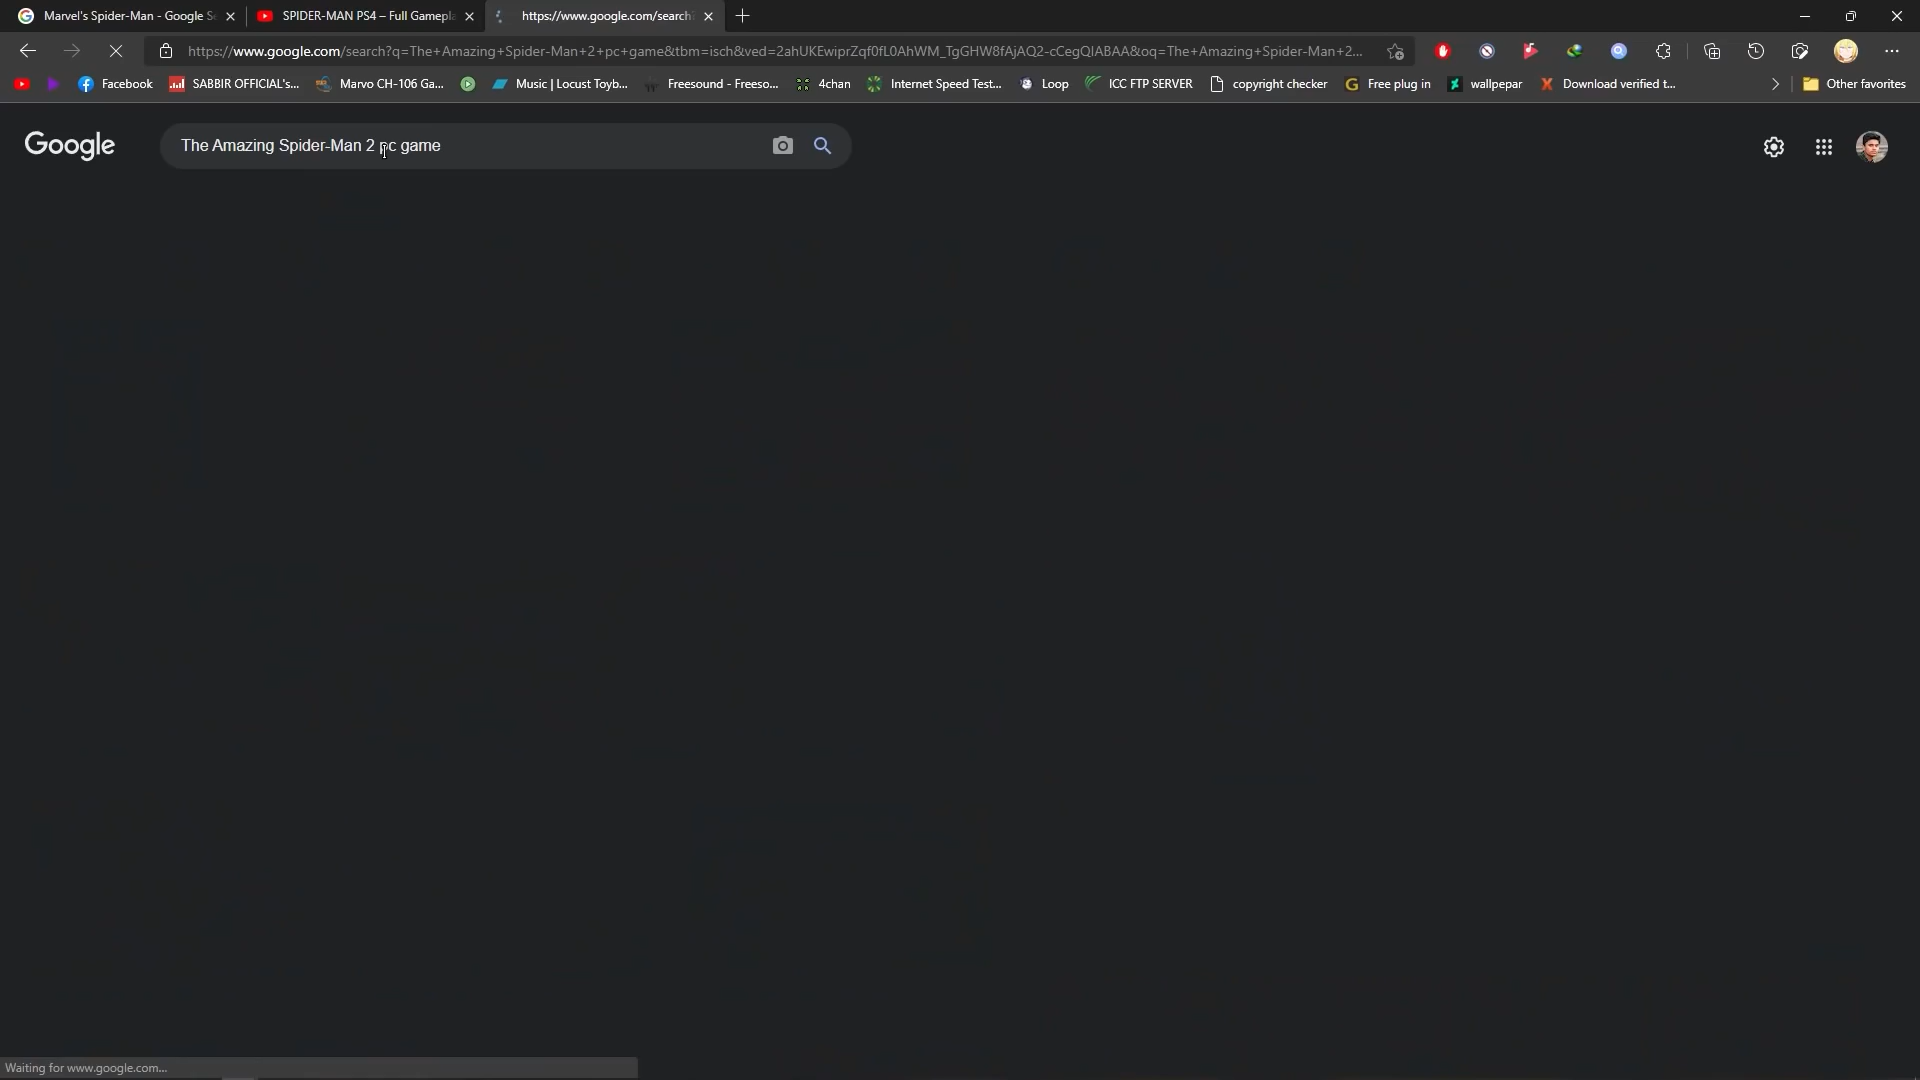 Marvel's Spider-Man - Google S
SPIDER-MAN PS4 – Full Gamepla
https://www.google.com/search?
https://www.google.com/search?q=The+Amazing+Spider-Man+2+pc+game&tbm=isch&ved=2ahUKEwiprZqf0fL0AhWM_TgGHW8fAjAQ2-cCegQIABAA&oq=The+Amazing+Spider-Man+2...
Facebook
SABBIR OFFICIAL's...
Marvo CH-106 Ga...
Music | Locust Toyb...
Freesound - Freeso...
4chan
Internet Speed Test...
Loop
ICC FTP SERVER
copyright checker
Free plug in
wallpepar
Download verified t...
Other favorites
Google
The Amazing Spider-Man 2 pc game
Waiting for www.google.com...